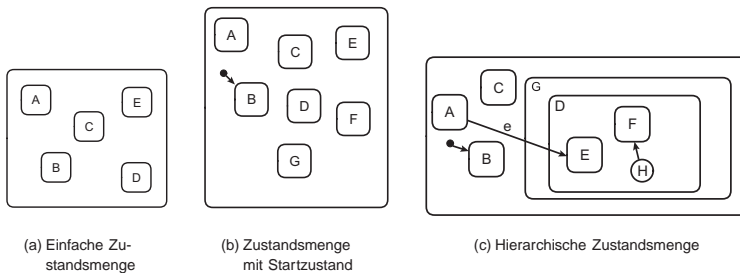 A
E
C
B
D
A
C
E
B
D
F
G
C
A
B
e
G
D
F
E
H
(a) Einfache Zu-
standsmenge
(b) Zustandsmenge
mit Startzustand
(c) Hierarchische Zustandsmenge